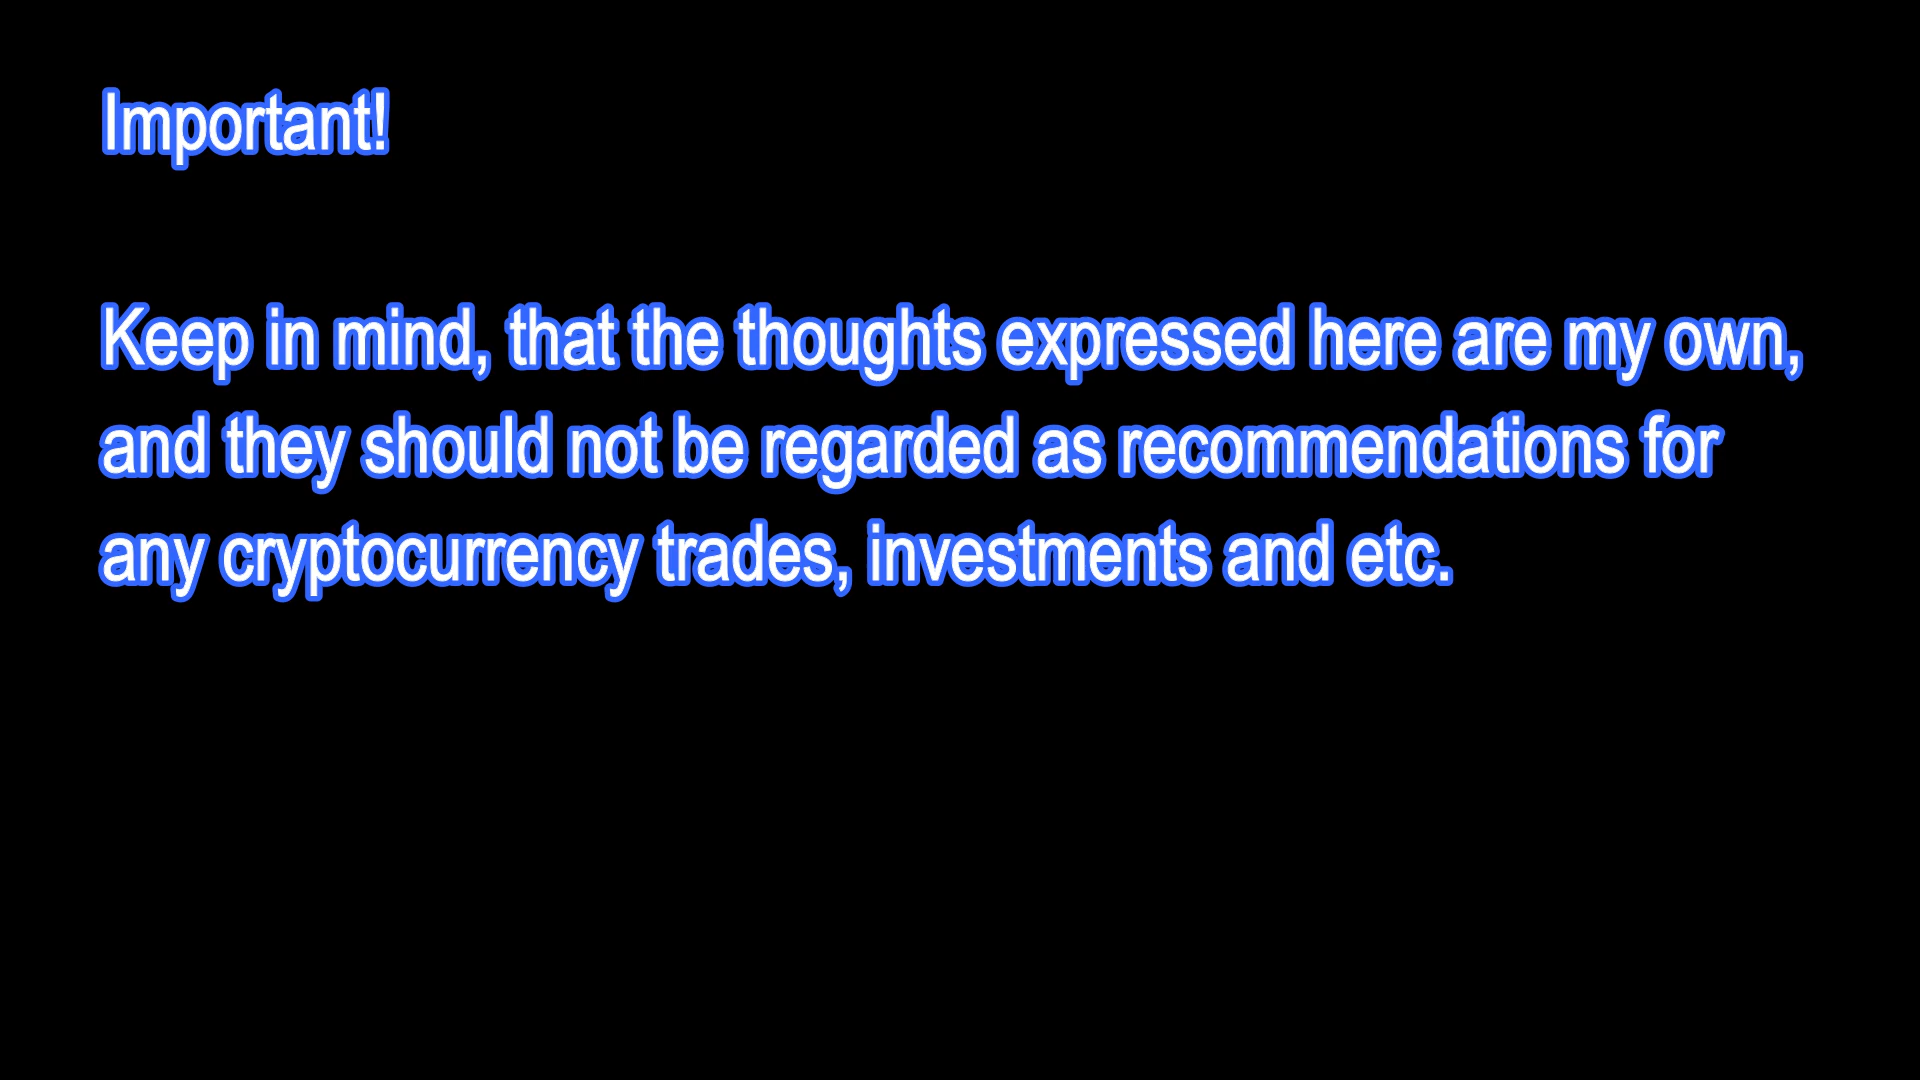 Important!
Keep in mind, that the thoughts expressed here are my own,
and they should not be regarded as recommendations for
any cryptocurrency trades, investments and etc.